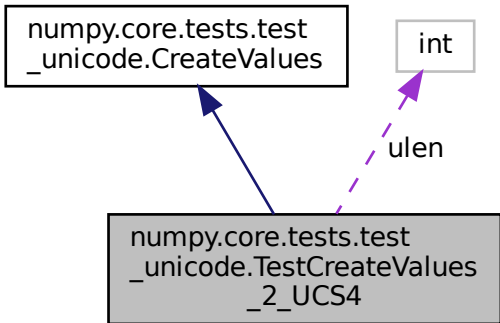 numpy.core.tests.test
_unicode.CreateValues
int
ulen
numpy.core.tests.test
_unicode.TestCreateValues
_2_UCS4